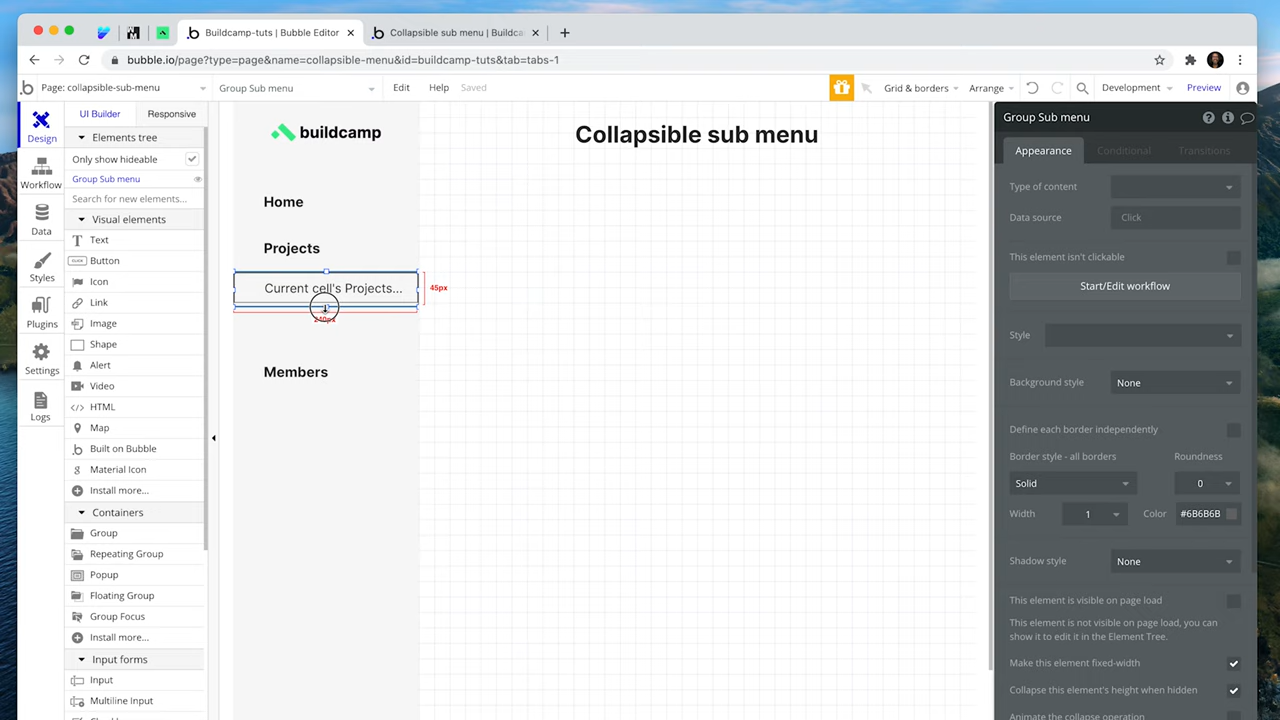 Buildcamp-tuts | Bubble Editor
Collapsible sub menu | Buildca
bubble.io/page?type=page&name=collapsible-menu&id=buildcamp-tuts&tab=tabs-1
Page: collapsible-sub-menu
Group Sub menu
Edit
Help
Saved
Grid & borders
Arrange
Development
Preview
Design
Workflow
Data
Styles
Plugins
Settings
Logs
UI Builder
Responsive
Elements tree
Only show hideable
Group Sub menu
Search for new elements...
Visual elements
Text
Button
Icon
Link
Image
Shape
Alert
Video
HTML
Map
Built on Bubble
Material Icon
Install more...
Containers
Group
Repeating Group
Popup
Floating Group
Group Focus
Install more...
Input forms
Input
Multiline Input
buildcamp
Home
Projects
Current cell's Projects...
45px
240px
Members
Collapsible sub menu
Group Sub menu
Appearance
Conditional
Transitions
Type of content
Data source
Click
This element isn't clickable
Start/Edit workflow
Style
Background style
None
Define each border independently
Border style - all borders
Roundness
Solid
0
Width
1
Color
#6B6B6B
Shadow style
None
This element is visible on page load
This element is not visible on page load, you can
show it to edit it in the Element Tree.
Make this element fixed-width
Collapse this element's height when hidden
Animate the collapse operation